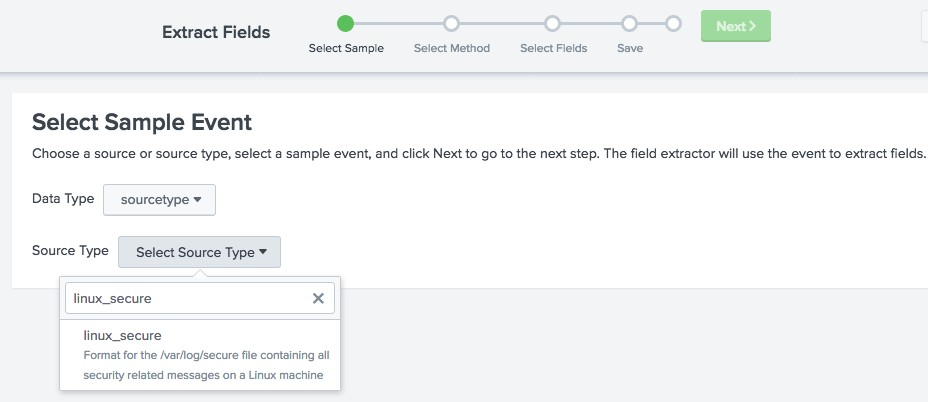 Extract Fields
Select Sample
Select Method
Select Fields
Save
Next >
Select Sample Event
Choose a source or source type, select a sample event, and click Next to go to the next step. The field extractor will use the event to extract fields.
Data Type
sourcetype
Source Type
Select Source Type
linux_secure
linux_secure
Format for the /var/log/secure file containing all
security related messages on a Linux machine